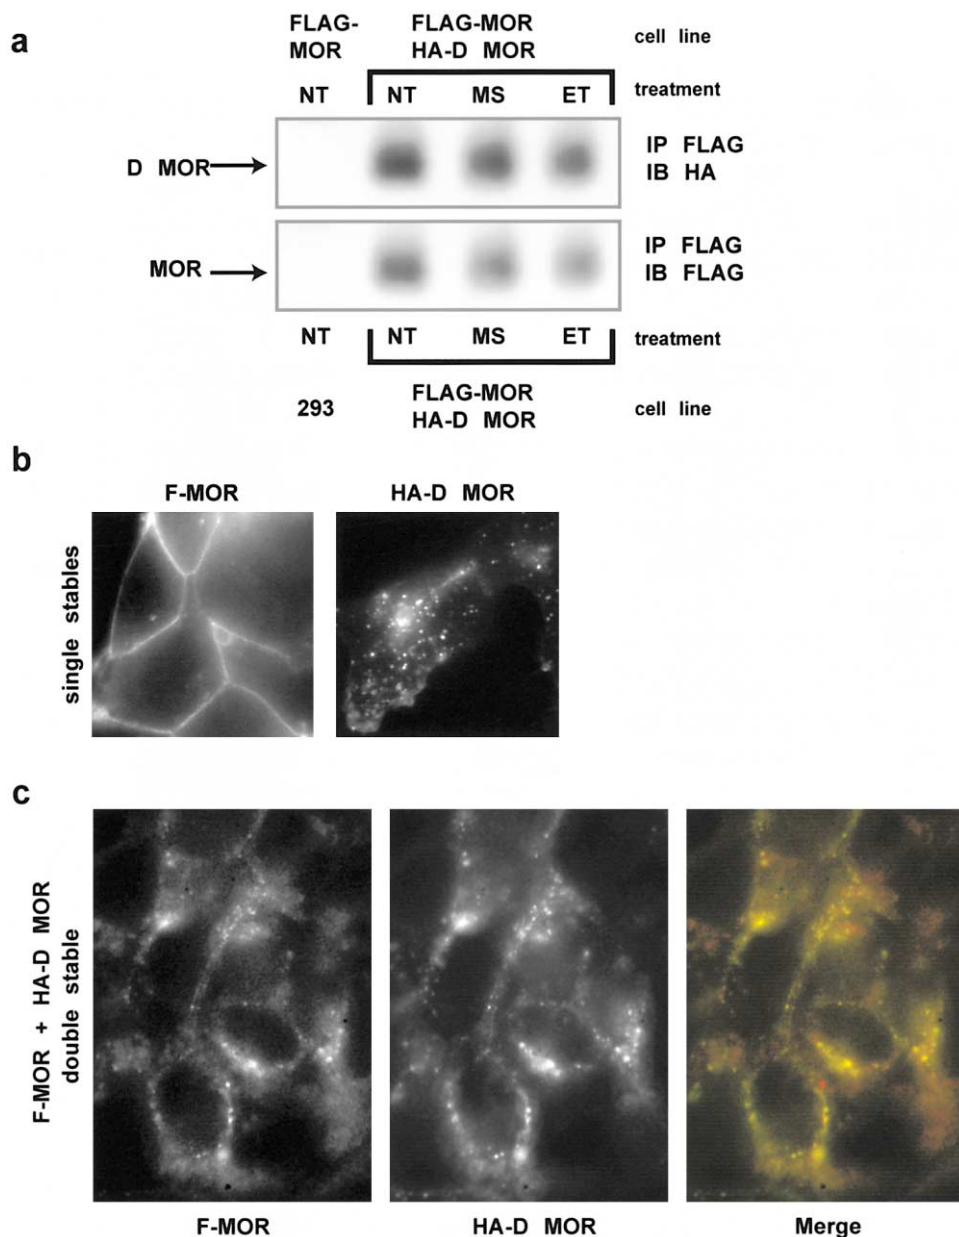 a
FLAG-
MOR
FLAG-MOR
HA-D MOR
cell line
NT
NT MS ET
treatment
D MOR
IP FLAG
IB HA
MOR
IP FLAG
IB FLAG
NT
NT MS ET
treatment
293
FLAG-MOR
HA-D MOR
cell line
b
F-MOR
HA-D MOR
single stables
c
F-MOR + HA-D MOR
double stable
F-MOR
HA-D MOR
Merge